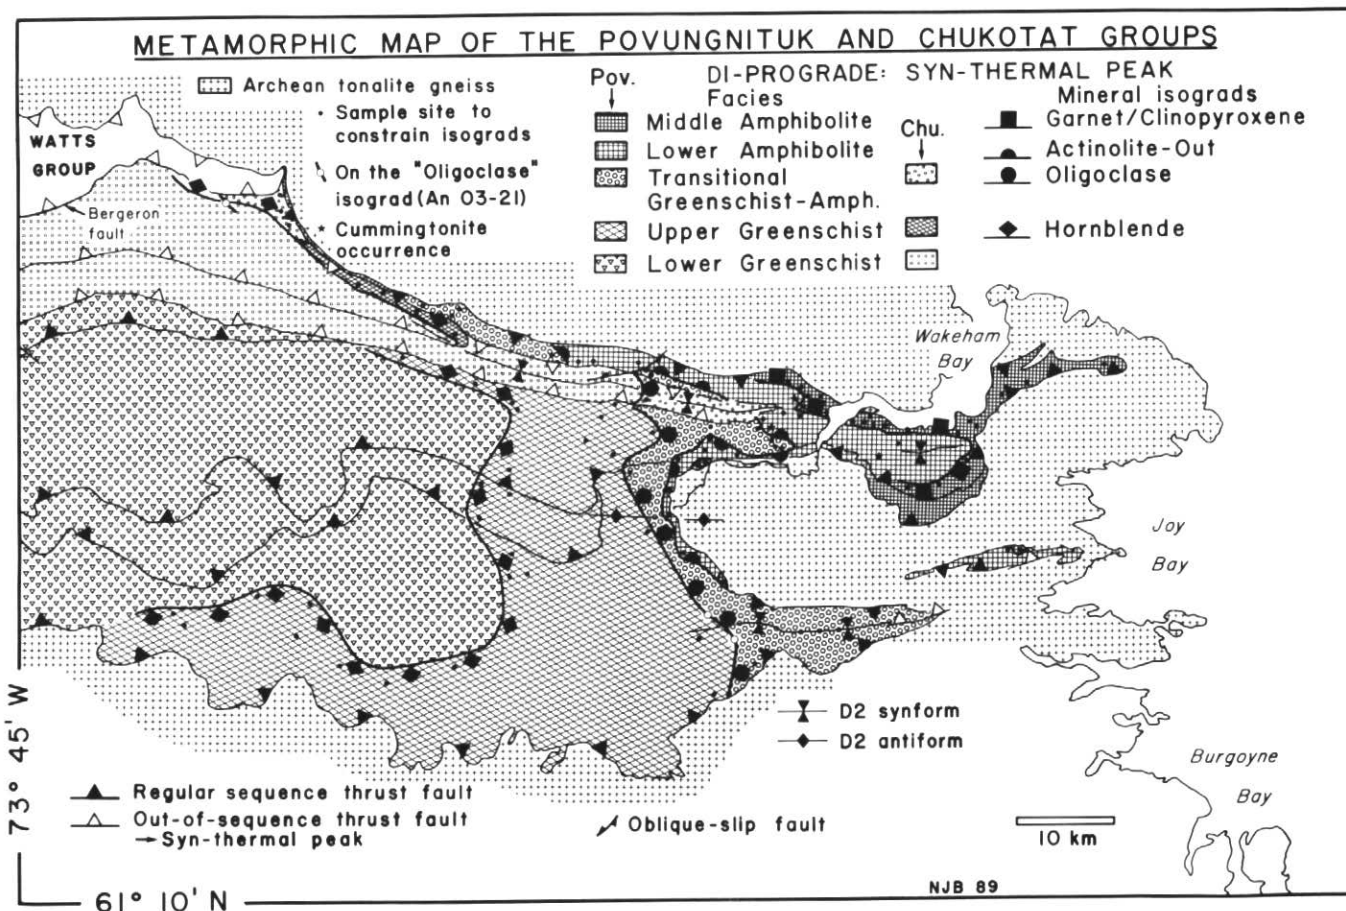 METAMORPHIC MAP OF THE POVUNGNITUK AND CHUKOTAT GROUPS
Archean tonalite gneiss
Sample site to
constrain isograds
On the "Oligoclase"
isograd (An 03-21)
Cummingtonite
occurrence
WATTS
GROUP
Bergeron
fault
Pov.
DI-PROGRADE: SYN-THERMAL PEAK
Facies
Middle Amphibolite
Lower Amphibolite
Transitional
Greenschist-Amph.
Upper Greenschist
Lower Greenschist
Chu.
Mineral isograds
Garnet/Clinopyroxene
Actinolite-Out
Oligoclase
Hornblende
Wakeham
Bay
Joy
Bay
Burgoyne
Bay
D2 synform
D2 antiform
Regular sequence thrust fault
Out-of-sequence thrust fault
Syn-thermal peak
Oblique-slip fault
10 km
NJB 89
73° 45' W
61° 10' N